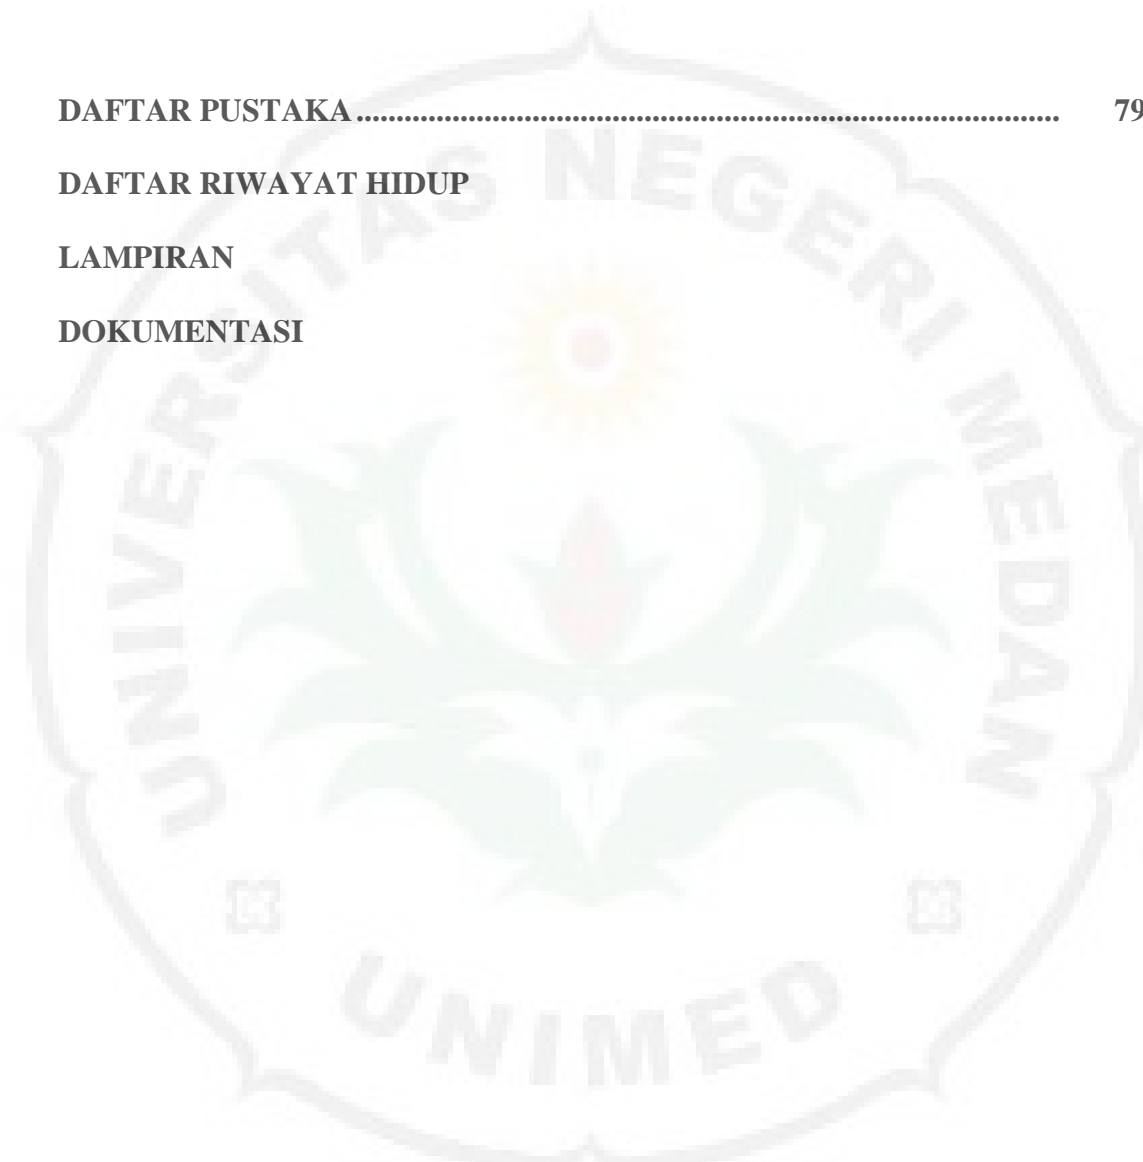 DAFTAR PUSTAKA ........................................................................................ 79
DAFTAR RIWAYAT HIDUP
LAMPIRAN
DOKUMENTASI
UNIVERSITAS NEGERI MEDAN
UNIMED